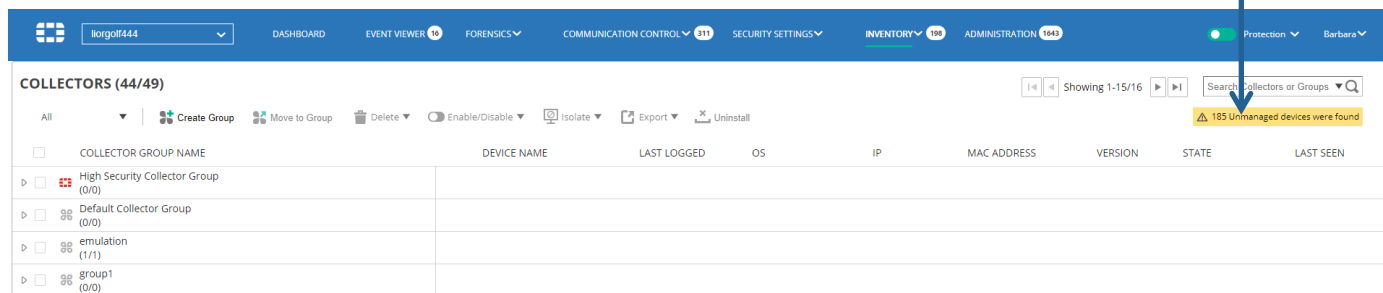 liorgolf444 DASHBOARD EVENT VIEWER 16 FORENSICS COMMUNICATION CONTROL 311 SECURITY SETTINGS INVENTORY 198 ADMINISTRATION 1643 Protection Barbara
COLLECTORS (44/49) Showing 1-15/16 Search Collectors or Groups
All Create Group Move to Group Delete Enable/Disable Isolate Export Uninstall 185 Unmanaged devices were found
COLLECTOR GROUP NAME DEVICE NAME LAST LOGGED OS IP MAC ADDRESS VERSION STATE LAST SEEN
High Security Collector Group
(0/0)
Default Collector Group
(0/0)
emulation
(1/1)
group1
(0/0)